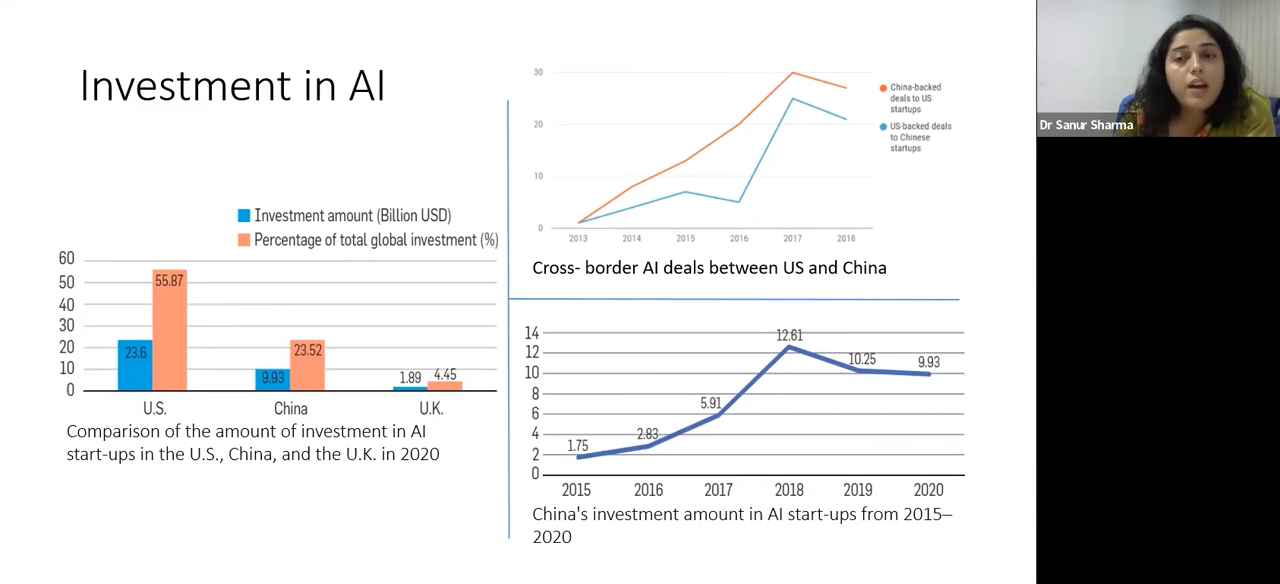 Investment in AI
Investment amount (Billion USD)
Percentage of total global investment (%)
60
50
40
30
20
10
0
55.87
23.6
23.52
9.93
1.89
4.45
U.S.
China
U.K.
Comparison of the amount of investment in AI
start-ups in the U.S., China, and the U.K. in 2020
30
20
10
0
2013
2014
2015
2016
2017
2018
China-backed
deals to US
startups
US-backed deals
to Chinese
startups
Cross- border AI deals between US and China
14
12
10
8
6
4
2
0
1.75
2.83
5.91
12.61
10.25
9.93
2015
2016
2017
2018
2019
2020
China's investment amount in AI start-ups from 2015–
2020
Dr Sanur Sharma